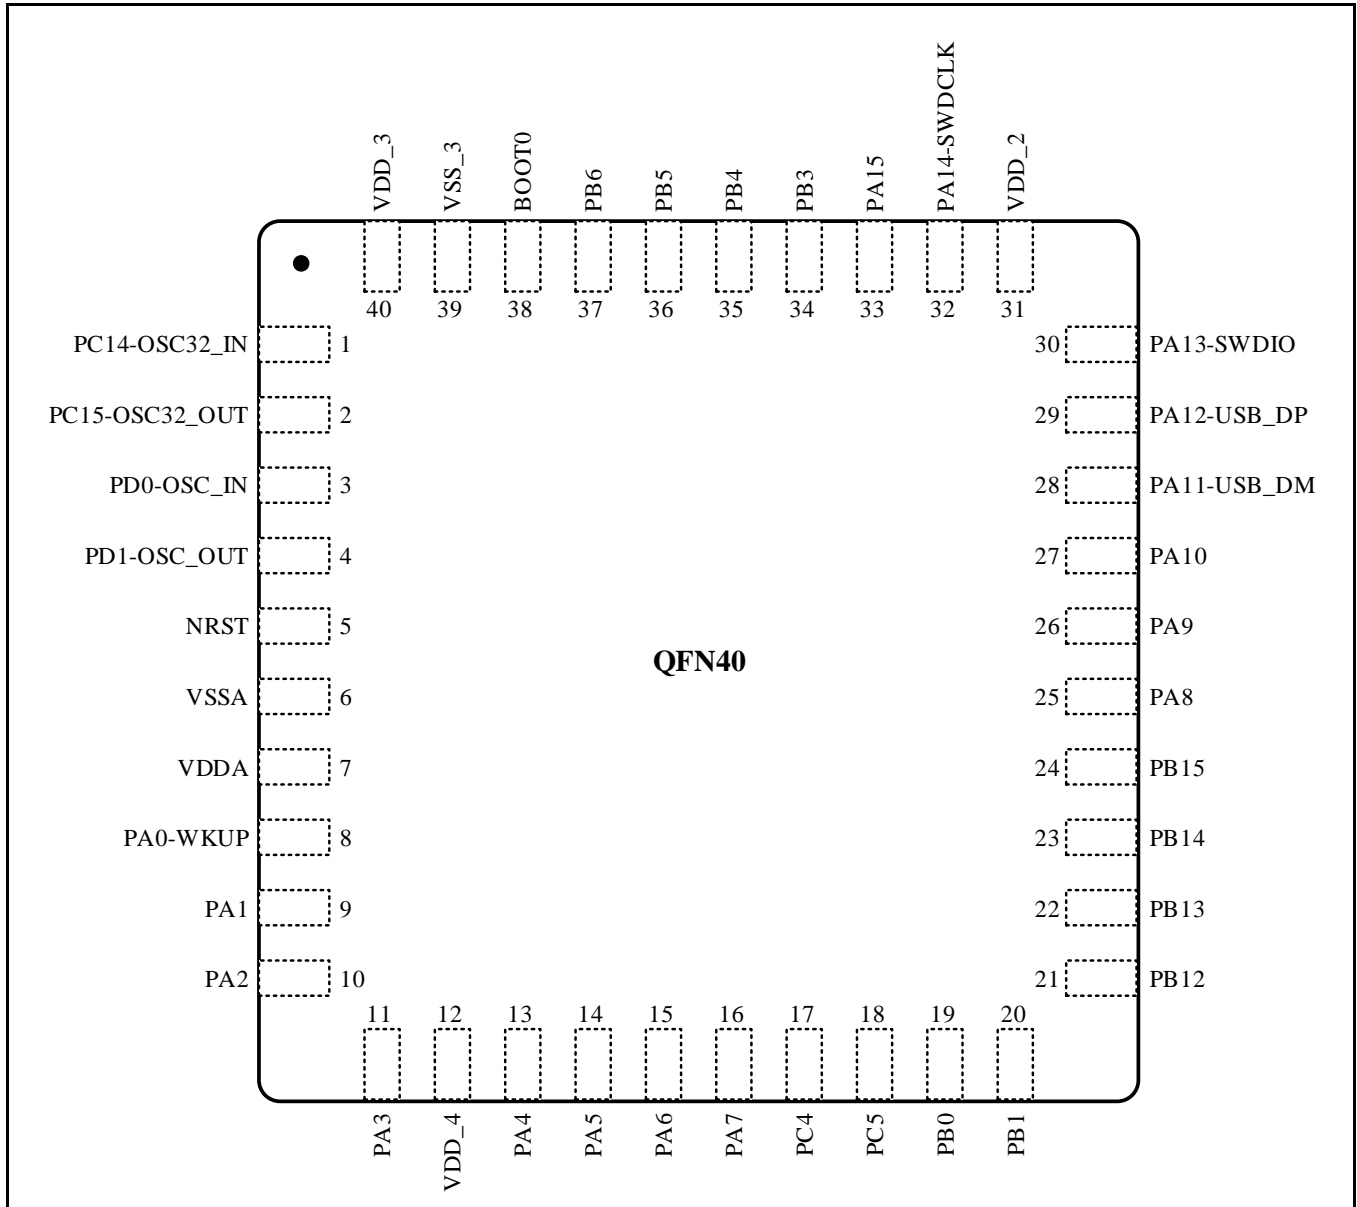 VDD_3
VSS_3
BOOT0
PB6
PB5
PB4
PB3
PA15
PA14-SWDCLK
VDD_2
40 39 38 37 36 35 34 33 32 31
PC14-OSC32_IN 1 30 PA13-SWDIO
PC15-OSC32_OUT 2 29 PA12-USB_DP
PD0-OSC_IN 3 28 PA11-USB_DM
PD1-OSC_OUT 4 27 PA10
NRST 5 26 PA9
QFN40
VSSA 6 25 PA8
VDDA 7 24 PB15
PA0-WKUP 8 23 PB14
PA1 9 22 PB13
PA2 10 21 PB12
11 12 13 14 15 16 17 18 19 20
PA3
VDD_4
PA4
PA5
PA6
PA7
PC4
PC5
PB0
PB1